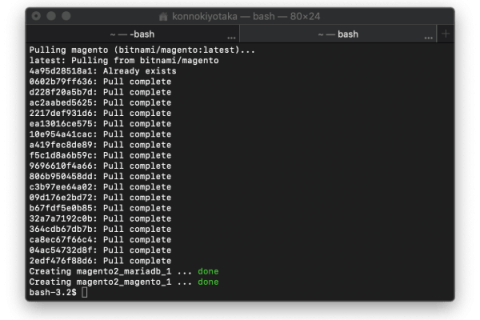 konnokiyotaka — bash — 80×24
~ — -bash ...
~ — bash ...
Pulling magento (bitnami/magento:latest)...
latest: Pulling from bitnami/magento
4a95d28518a1: Already exists
0602b79ff636: Pull complete
d228f20a5b7d: Pull complete
ac2aabed5625: Pull complete
2217def931d6: Pull complete
ea13016ce575: Pull complete
10e954a41cac: Pull complete
a419fec8de89: Pull complete
f5c1d8a6b59c: Pull complete
9696610f4a66: Pull complete
806b950458dd: Pull complete
c3b97ee64a02: Pull complete
09d176e2bd72: Pull complete
b67fdf5e0b85: Pull complete
32a7a7192c0b: Pull complete
364cdb67db7b: Pull complete
ca8ec67f66c4: Pull complete
04ac54732d8f: Pull complete
2edf476f88d6: Pull complete
Creating magento2_mariadb_1 ... done
Creating magento2_magento_1 ... done
bash-3.2$